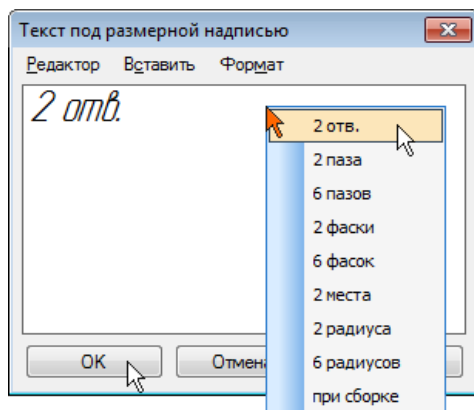 Текст под размерной надписью
Редактор Вставить Формат
2 отв.
2 отв.
2 паза
6 пазов
2 фаски
6 фасок
2 места
2 радиуса
6 радиусов
при сборке
OK Отмена